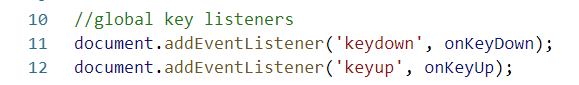 10 //global key listeners
11 document.addEventListener('keydown', onKeyDown);
12 document.addEventListener('keyup', onKeyUp);